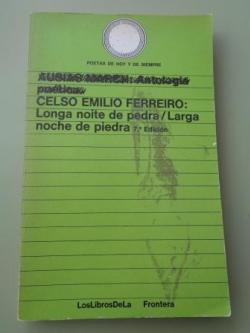 POETAS DE HOY Y DE SIEMPRE
AUSIAS MARCH: Antología
poética
CELSO EMILIO FERREIRO:
Longa noite de pedra/Larga
noche de piedra 7.ª Edición
LosLibrosDeLa Frontera